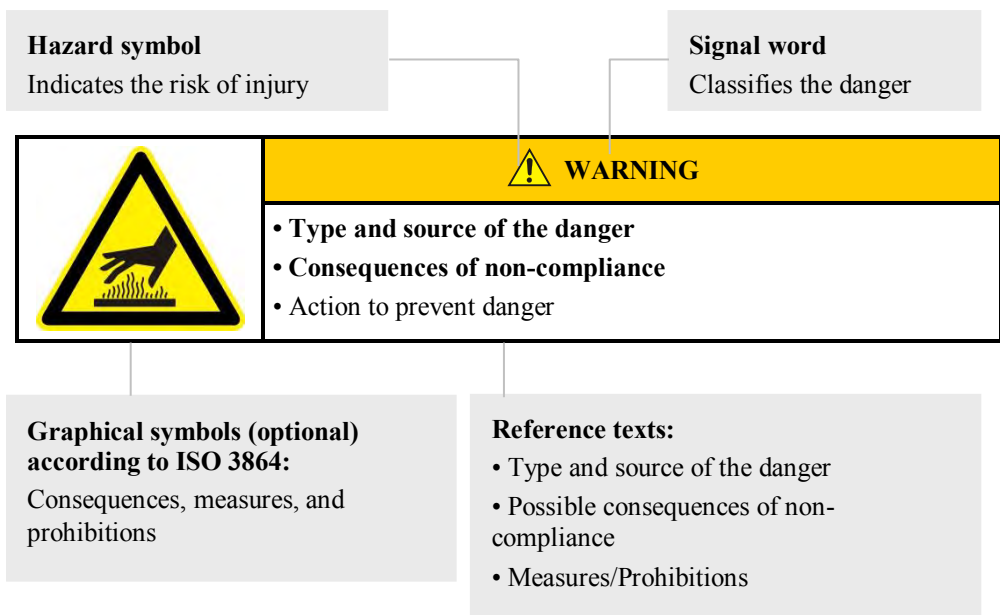 Hazard symbol
Indicates the risk of injury
Signal word
Classifies the danger
WARNING
• Type and source of the danger
• Consequences of non-compliance
• Action to prevent danger
Graphical symbols (optional)
according to ISO 3864:
Consequences, measures, and
prohibitions
Reference texts:
• Type and source of the danger
• Possible consequences of non-
compliance
• Measures/Prohibitions